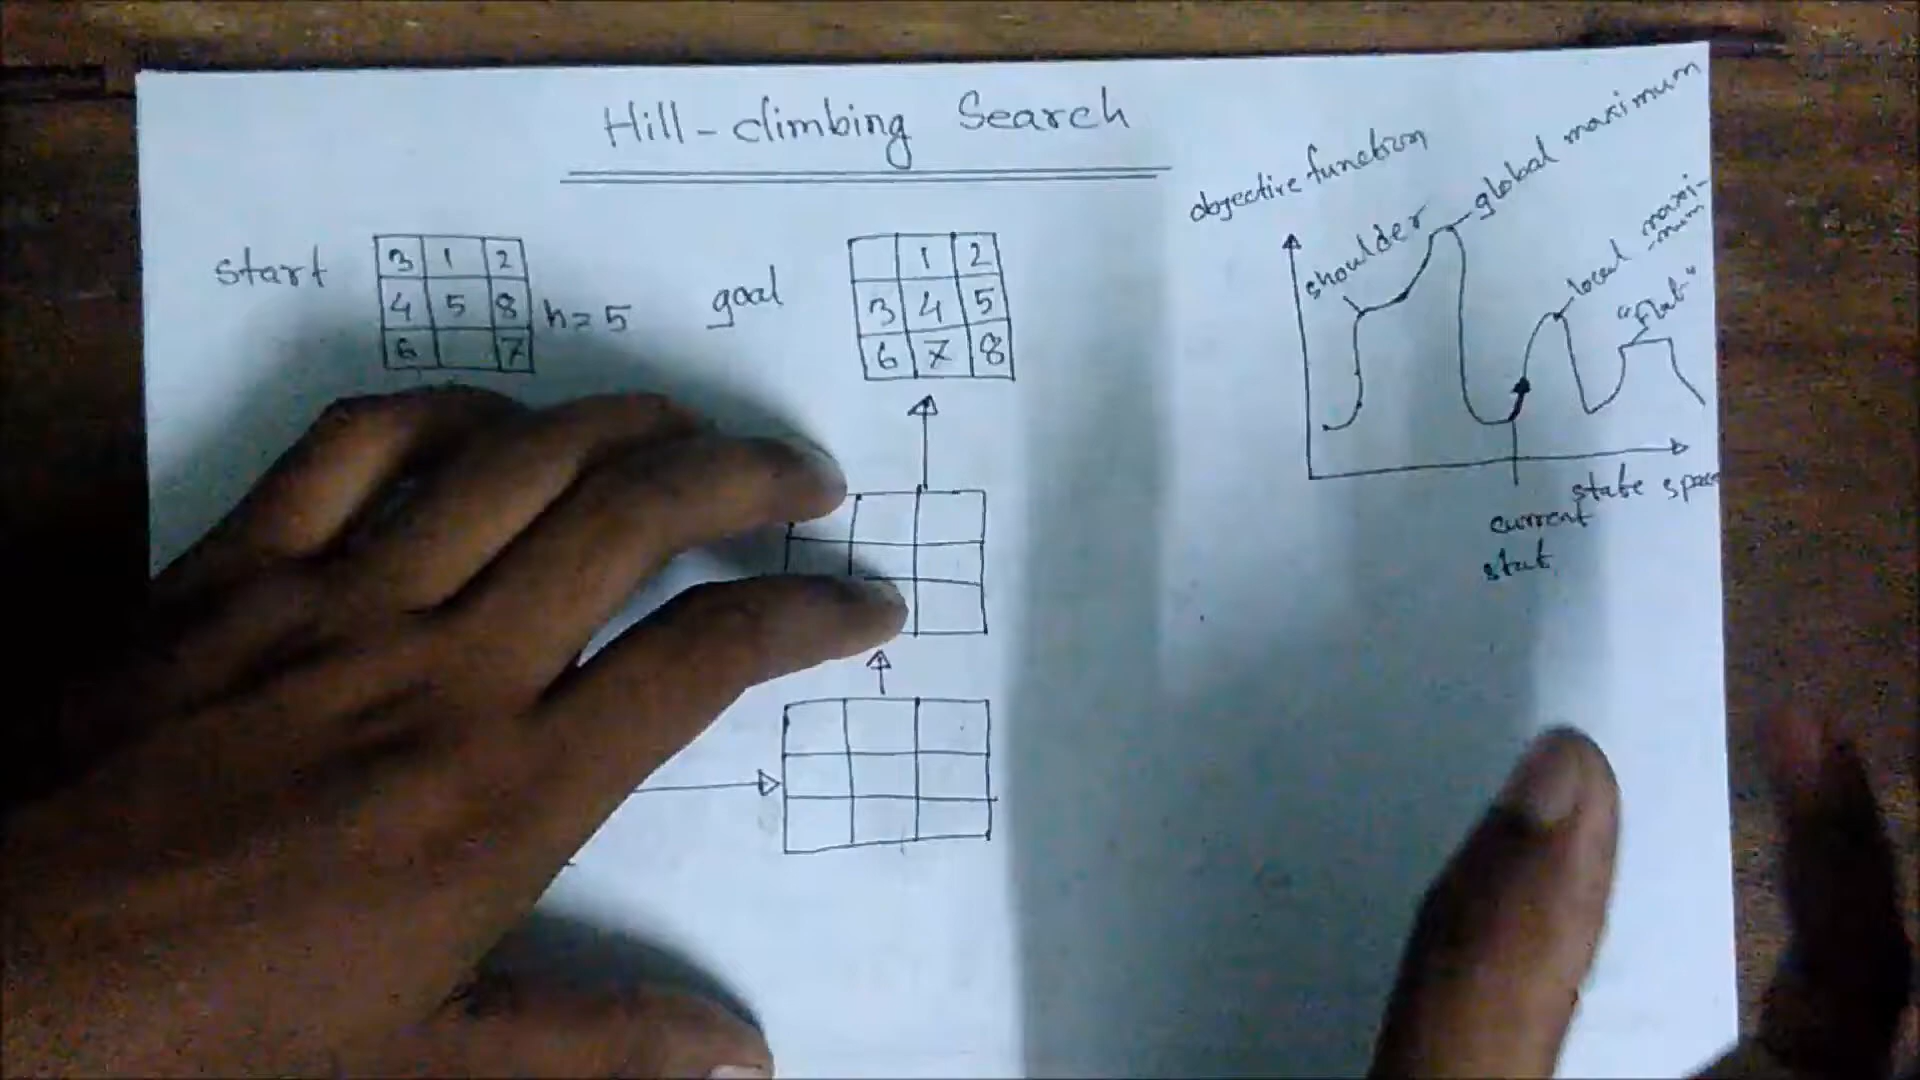 Hill-climbing Search
start
3 1 2
4 5 8
6 7
h=5
goal
1 2
3 4 5
6 7 8
objective function
shoulder
global maximum
local maxi-
-mum
"flat"
state space
current
stat